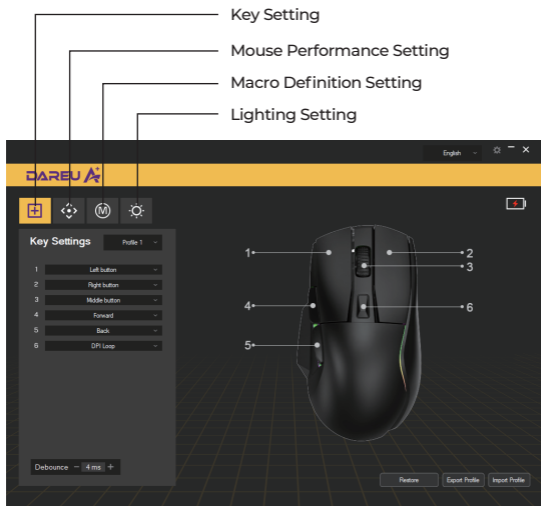 Key Setting
Mouse Performance Setting
Macro Definition Setting
Lighting Setting
English
DAREU A+
M
Key Settings Profile 1
1 Left button
2 Right button
3 Middle button
4 Forward
5 Back
6 DPI Loop
1
2
3
4
6
5
Debounce - 4 ms +
Restore Export Profile Import Profile